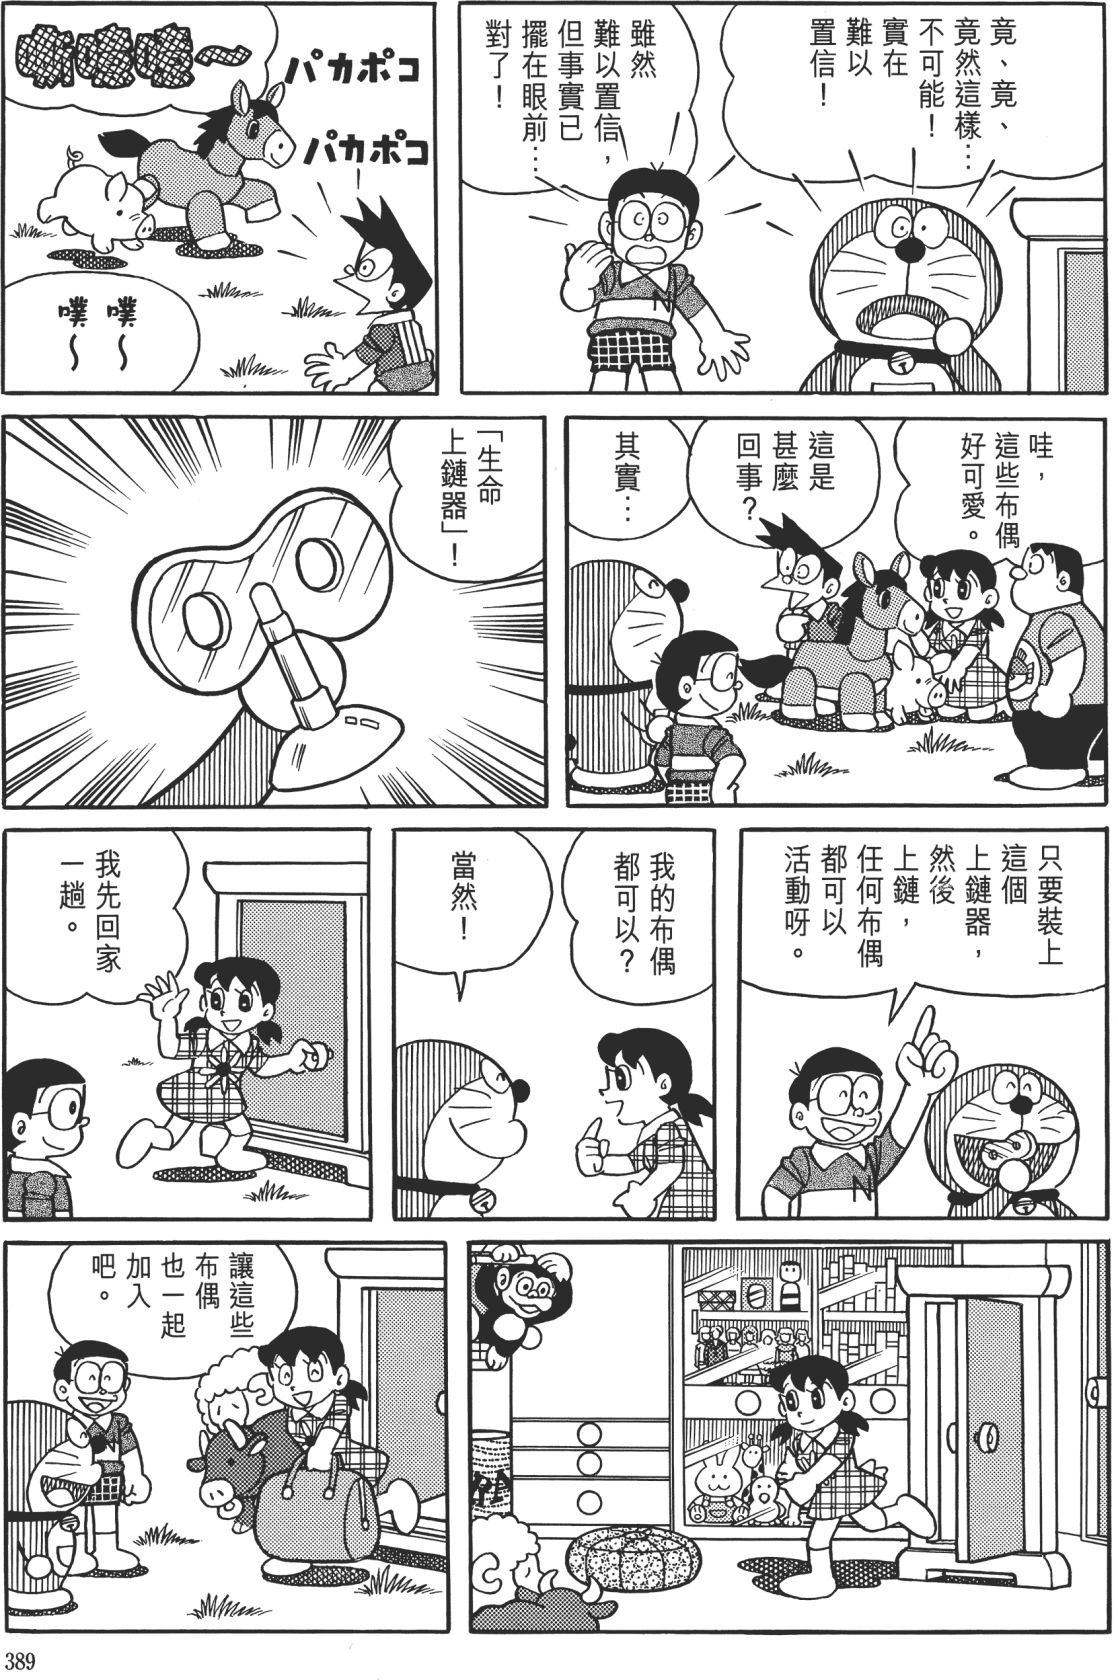 竟、竟、
竟然這樣…
不可能！
實在
難以
置信！
雖然
難以置信，
但事實已
擺在眼前…
對了！
嘶噫噫～
パカポコ
パカポコ
噗～
噗～
哇，
這些布偶
好可愛。
這是
甚麼
回事？
其實…
「生命
上鏈器」！
只要裝上
這個
上鏈器，
然後
上鏈，
任何布偶
都可以
活動呀。
我的布偶
都可以？
當然！
我先回家
一趟。
讓這些
布偶
也一起
加入
吧。
389